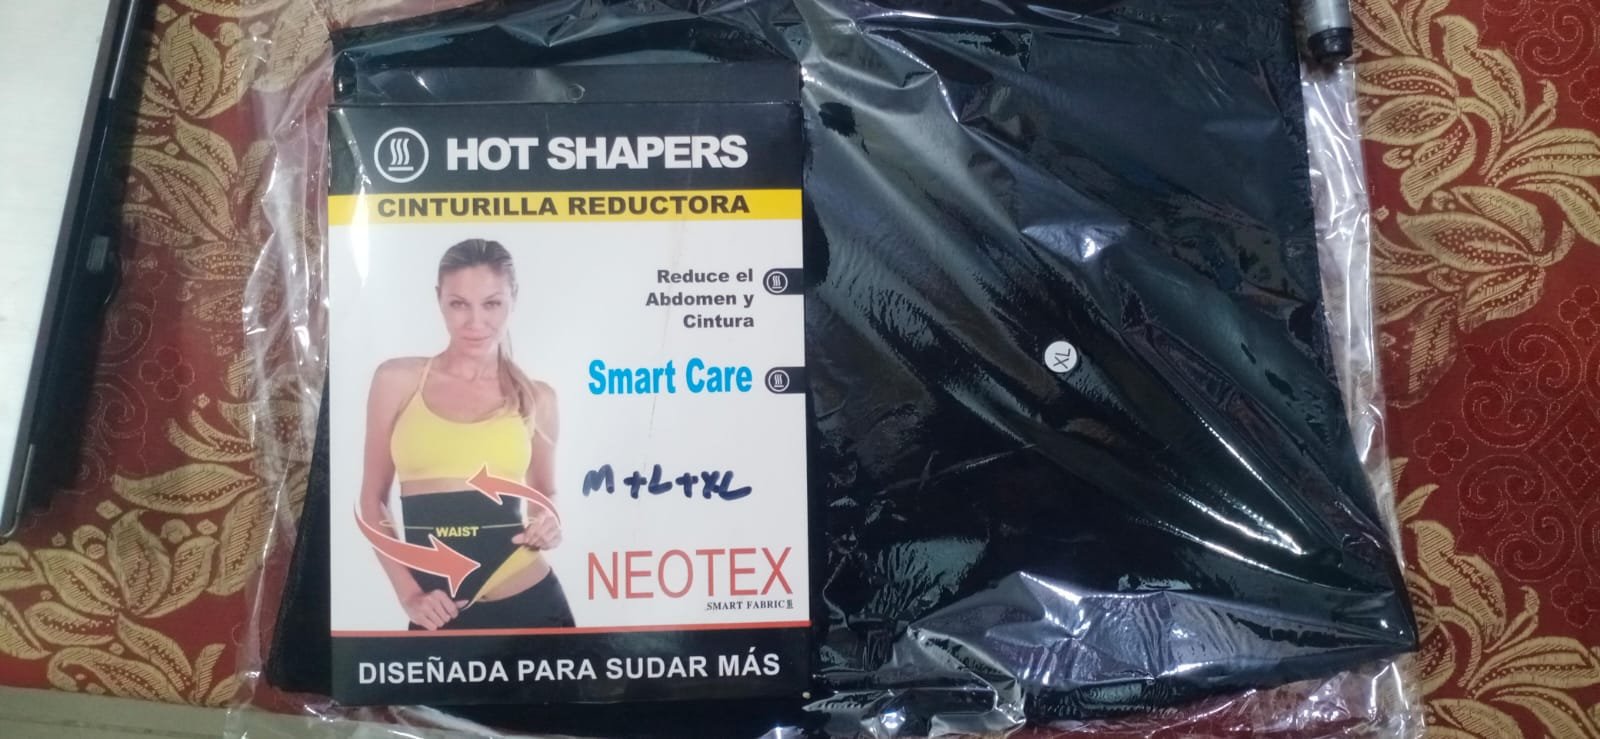 HOT SHAPERS
CINTURILLA REDUCTORA
Reduce el
Abdomen y
Cintura
Smart Care
M+L+XL
WAIST
NEOTEX
SMART FABRIC
DISEÑADA PARA SUDAR MÁS
XL